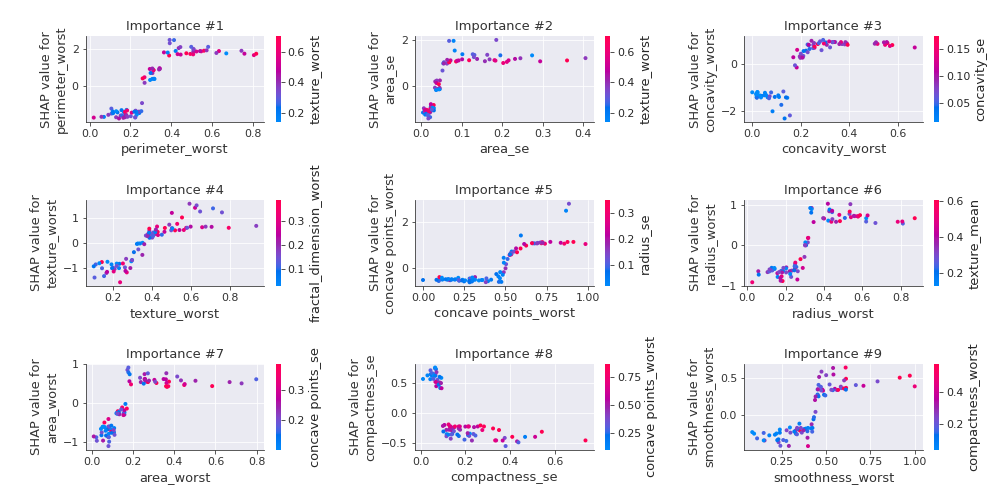 Importance #1
Importance #2
Importance #3
SHAP value for
perimeter_worst
2
0
0.0 0.2 0.4 0.6 0.8
perimeter_worst
0.6
0.4
0.2
texture_worst
SHAP value for
area_se
2
0
0.0 0.1 0.2 0.3 0.4
area_se
0.6
0.4
0.2
texture_worst
SHAP value for
concavity_worst
0
−2
0.0 0.2 0.4 0.6
concavity_worst
0.15
0.10
0.05
concavity_se
Importance #4
Importance #5
Importance #6
SHAP value for
texture_worst
1
0
−1
0.2 0.4 0.6 0.8
texture_worst
0.3
0.2
0.1
fractal_dimension_worst
SHAP value for
concave points_worst
2
0
0.00 0.25 0.50 0.75 1.00
concave points_worst
0.3
0.2
0.1
radius_se
SHAP value for
radius_worst
1
0
−1
0.0 0.2 0.4 0.6 0.8
radius_worst
0.6
0.4
0.2
texture_mean
Importance #7
Importance #8
Importance #9
SHAP value for
area_worst
1
0
−1
0.0 0.2 0.4 0.6 0.8
area_worst
0.3
0.2
concave points_se
SHAP value for
compactness_se
0.5
0.0
−0.5
0.0 0.2 0.4 0.6
compactness_se
0.75
0.50
0.25
concave points_worst
SHAP value for
smoothness_worst
0.5
0.0
0.25 0.50 0.75 1.00
smoothness_worst
0.4
0.2
compactness_worst